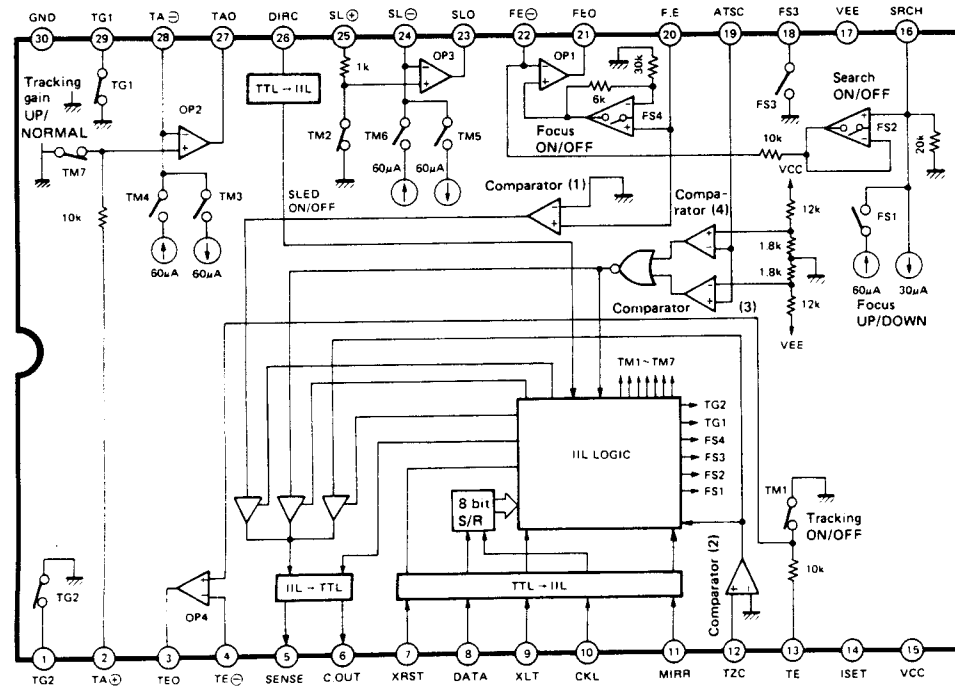 GND TG1 TA⊖ TAO DIRC SL⊕ SL⊖ SLO FE⊖ FEO F.E ATSC FS3 VEE SRCH
30 29 28 27 26 25 24 23 22 21 20 19 18 17 16
Tracking
gain
UP/
NORMAL
TG1
TM7
10k
OP2
TM4
TM3
60μA
60μA
TTL→IIL
SLED
ON/OFF
1k
TM2
OP3
TM6
TM5
60μA
60μA
OP1
30k
6k
FS4
Focus
ON/OFF
FS3
Search
ON/OFF
FS2
10k
20k
VCC
12k
1.8k
1.8k
12k
VEE
FS1
60μA
30μA
Focus
UP/DOWN
Comparator (1)
Compa-
rator (4)
Comparator (3)
TM1~TM7
IIL LOGIC
TG2
TG1
FS4
FS3
FS2
FS1
8 bit
S/R
IIL→TTL
TTL→IIL
Comparator (2)
TM1
Tracking
ON/OFF
10k
TG2
OP4
1 2 3 4 5 6 7 8 9 10 11 12 13 14 15
TG2 TA⊕ TEO TE⊖ SENSE C.OUT XRST DATA XLT CKL MIRR TZC TE ISET VCC